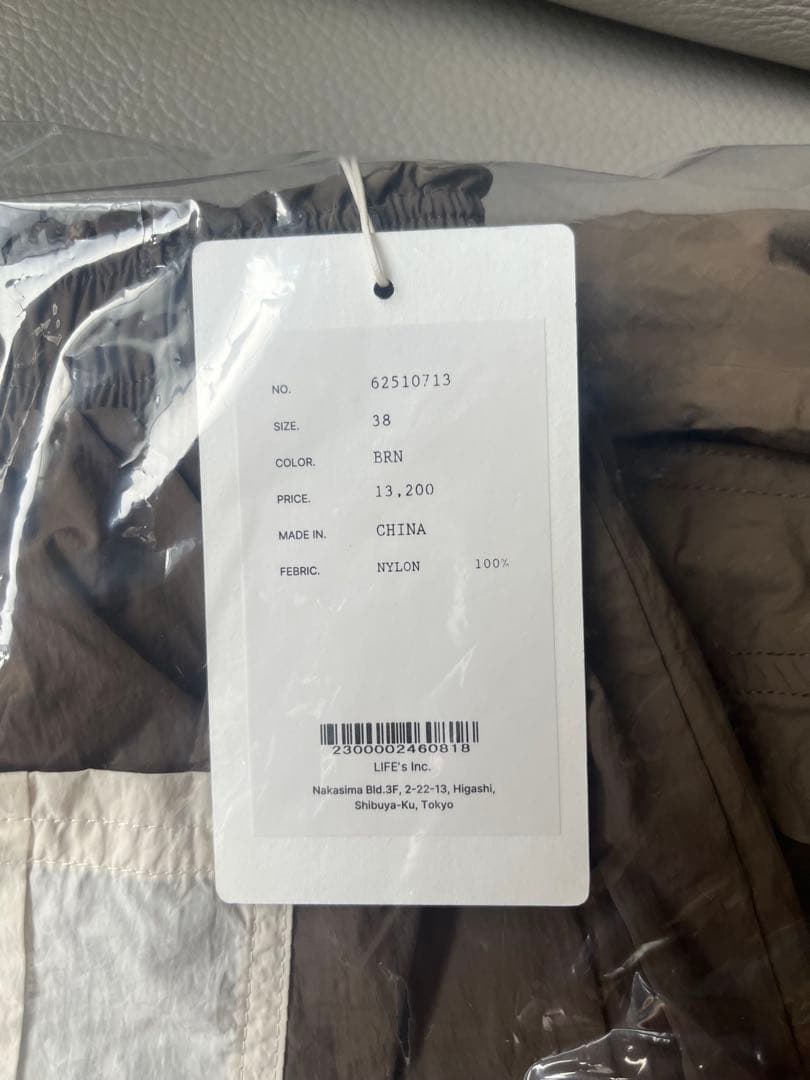 NO. 62510713
SIZE. 38
COLOR. BRN
PRICE. 13,200
MADE IN. CHINA
FEBRIC. NYLON 100%
2300002460818
LIFE's Inc.
Nakasima Bld.3F, 2-22-13, Higashi,
Shibuya-Ku, Tokyo